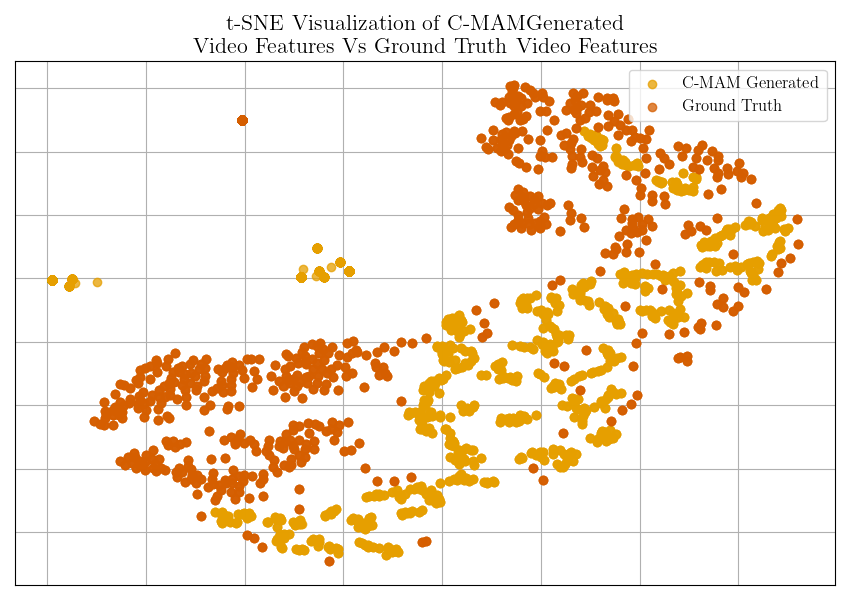 t-SNE Visualization of C-MAMGenerated
Video Features Vs Ground Truth Video Features
C-MAM Generated
Ground Truth